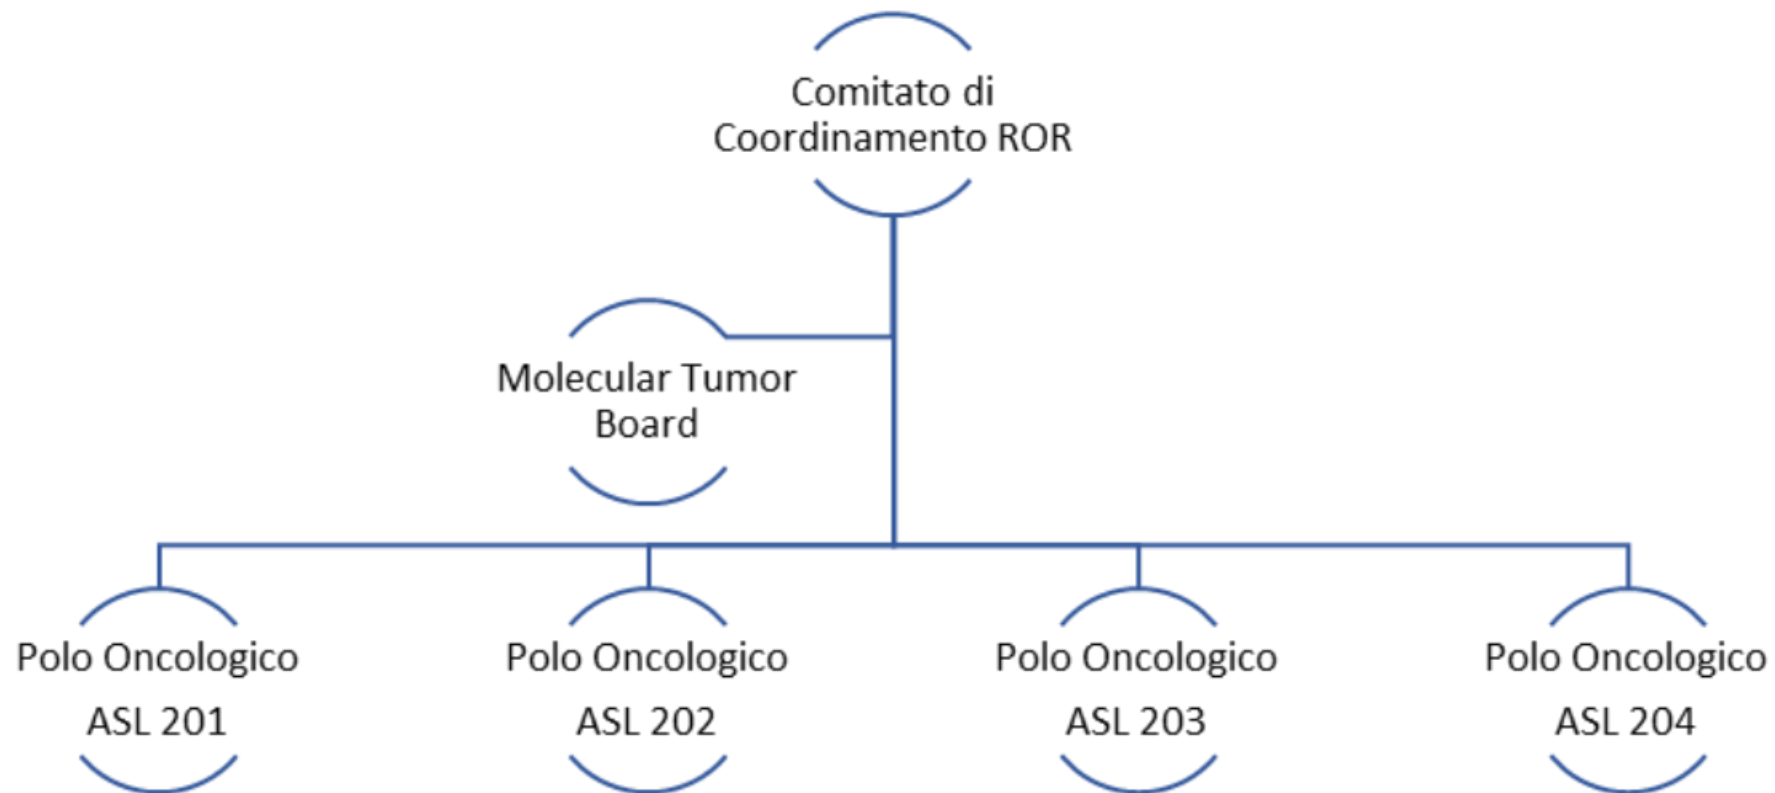 Comitato di
Coordinamento ROR
Molecular Tumor
Board
Polo Oncologico
ASL 201
Polo Oncologico
ASL 202
Polo Oncologico
ASL 203
Polo Oncologico
ASL 204